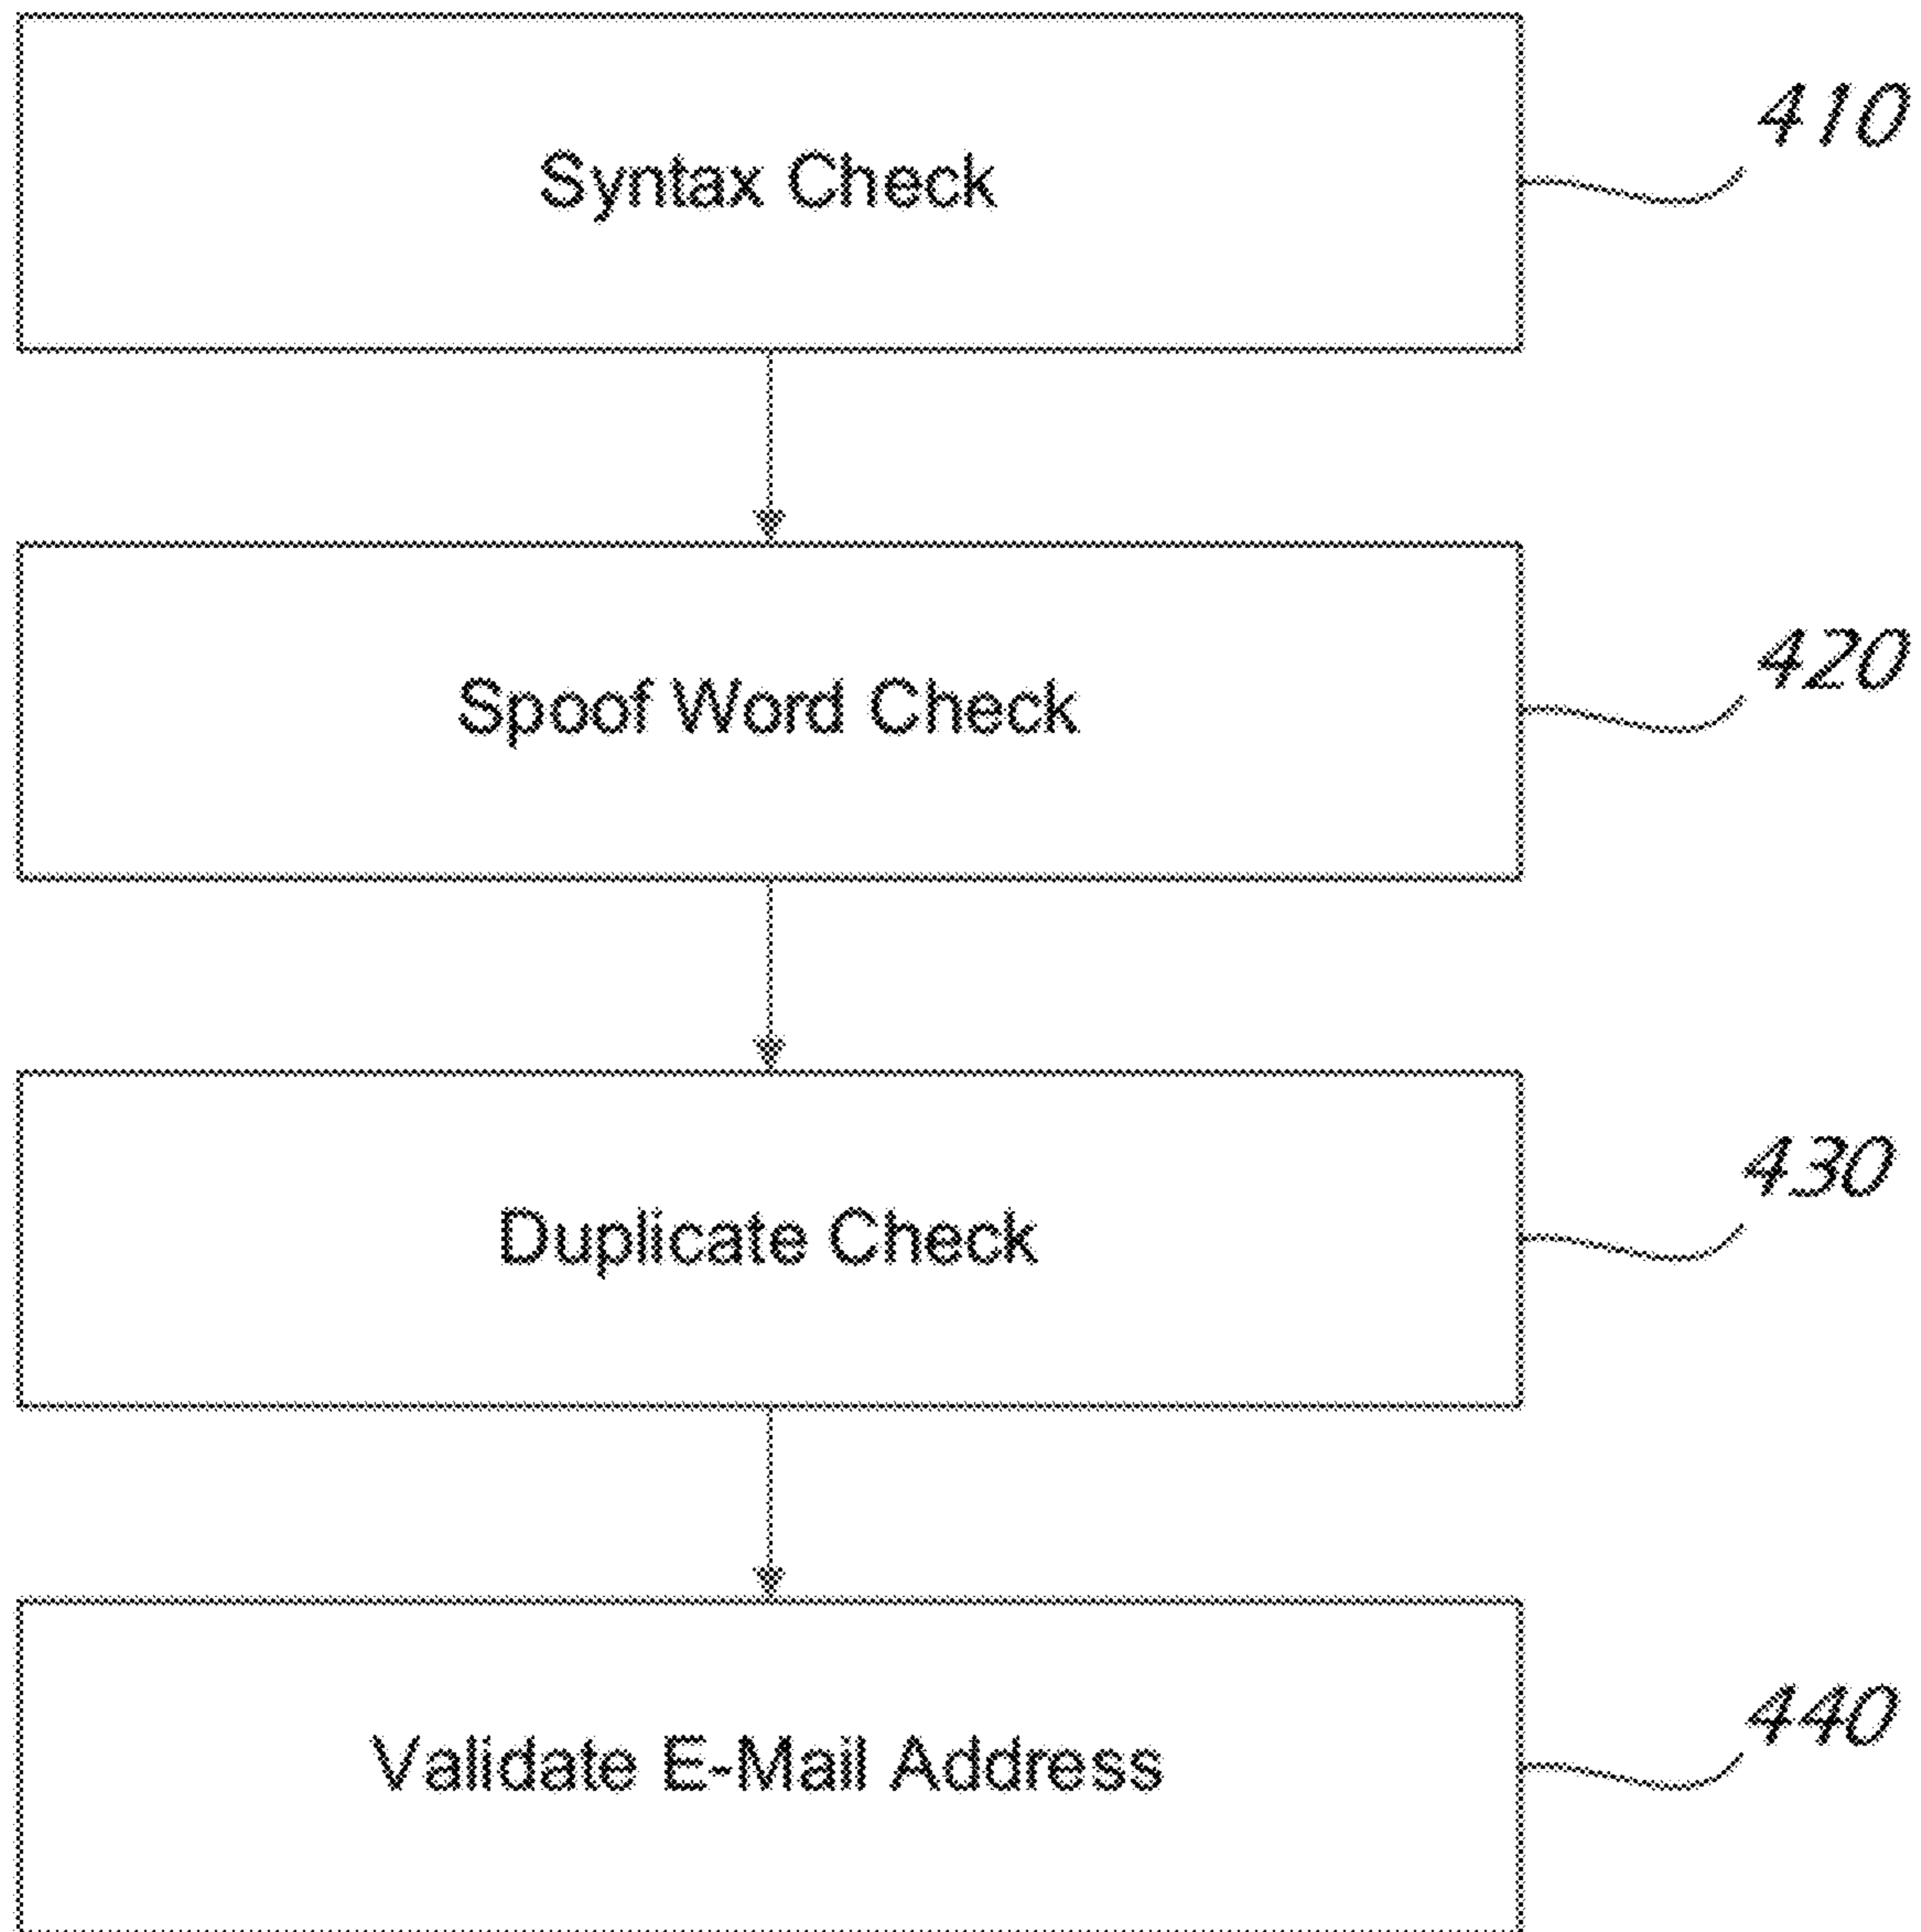 Syntax Check
410
Spoof Word Check
420
Duplicate Check
430
Validate E-Mail Address
440